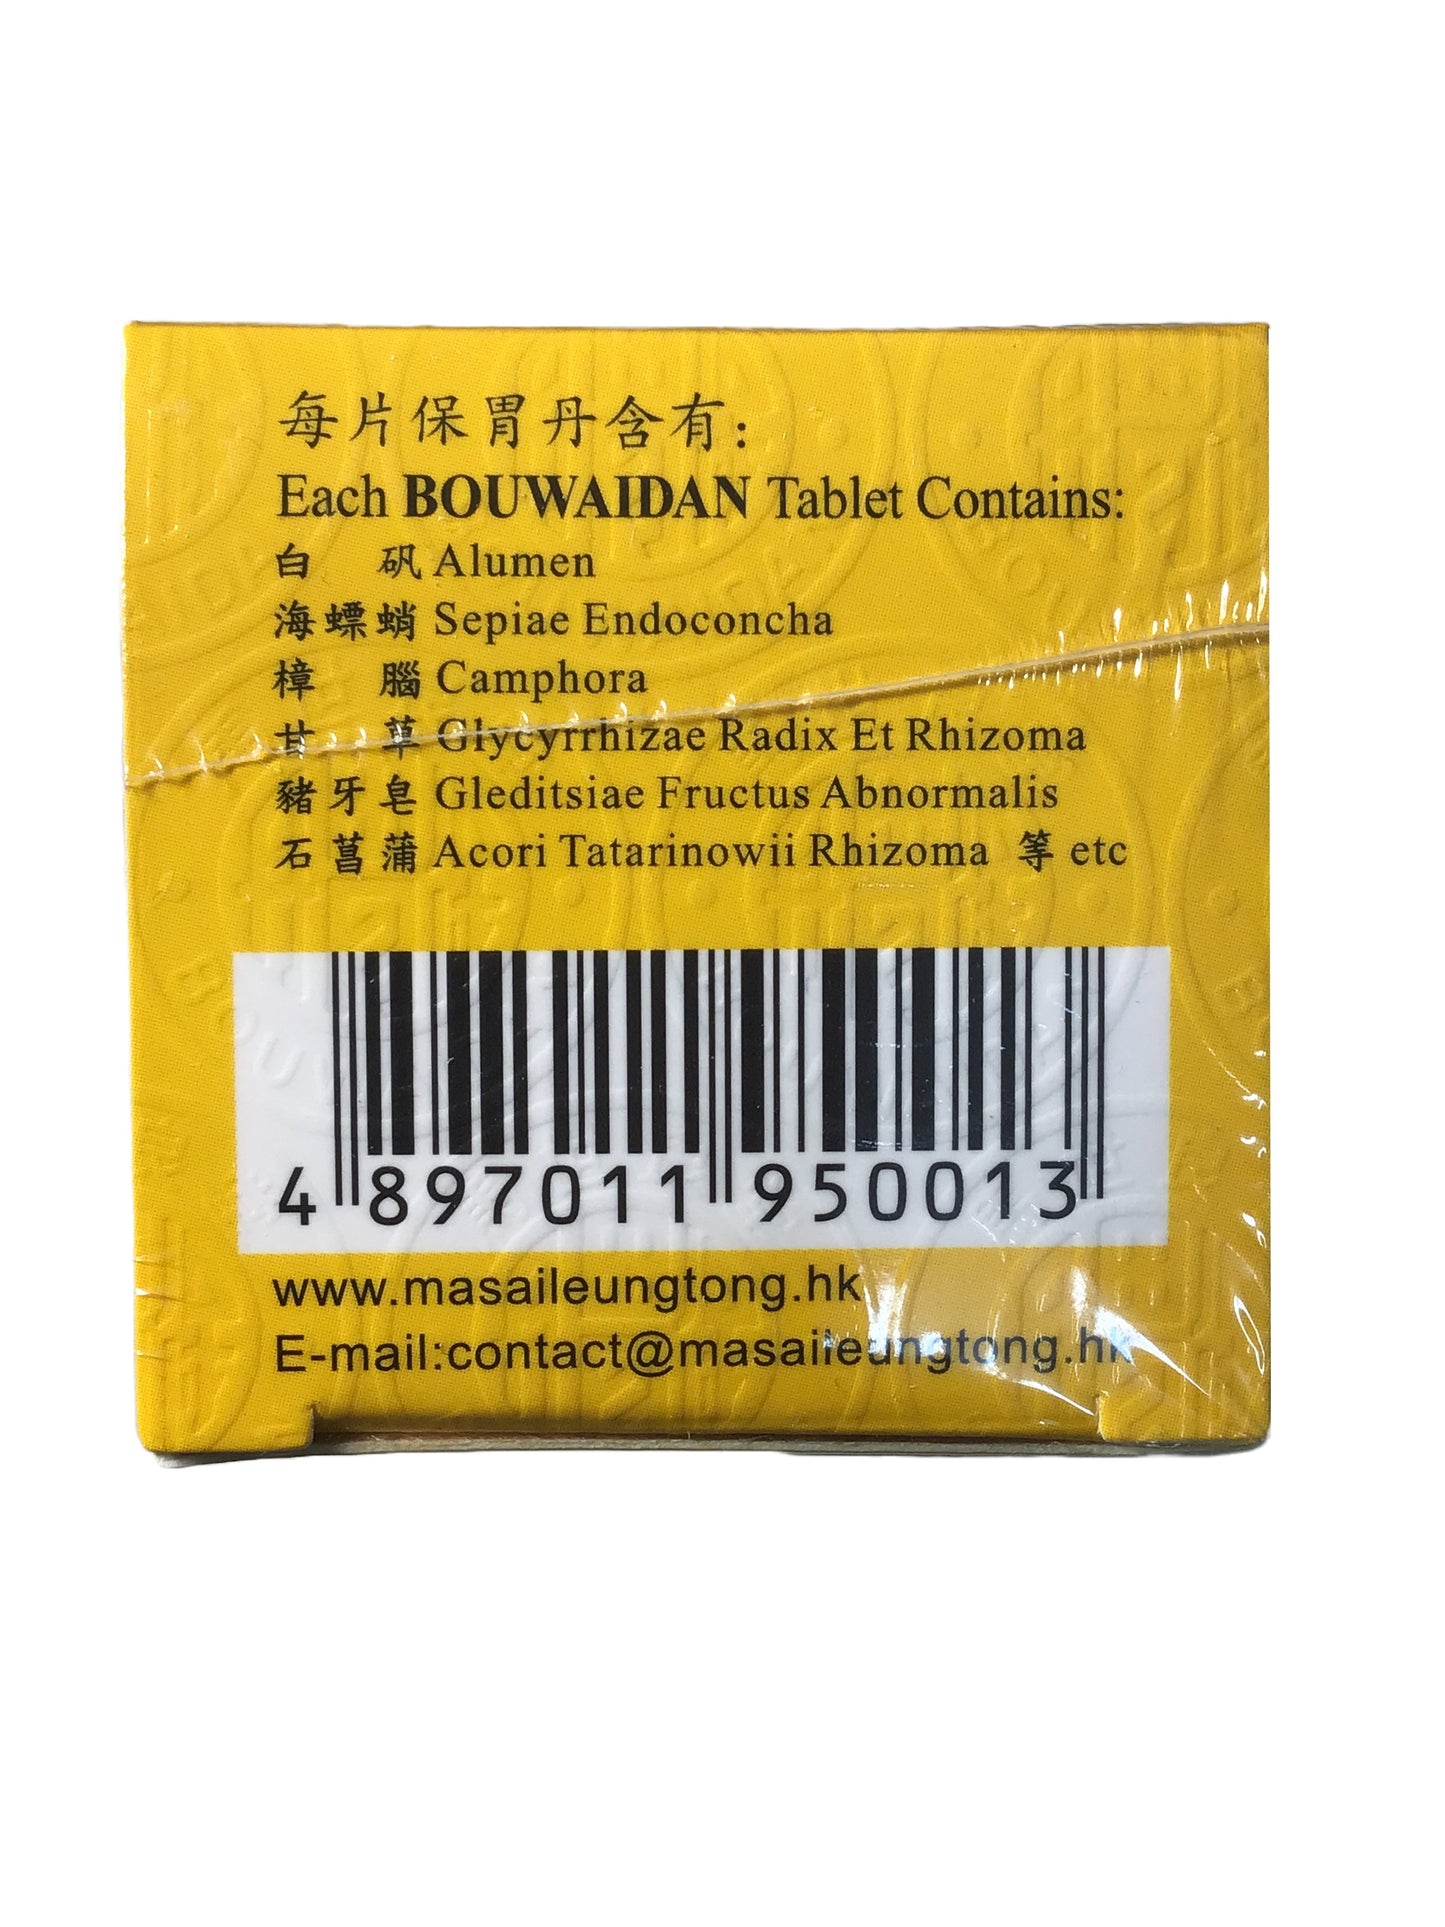 每片保胃丹含有:
Each BOUWAIDAN Tablet Contains:
白 矾 Alumen
海螵蛸 Sepiae Endoconcha
樟 腦 Camphora
甘 草 Glycyrrhizae Radix Et Rhizoma
豬牙皂 Gleditsiae Fructus Abnormalis
石菖蒲 Acori Tatarinowii Rhizoma 等 etc
4 897011 950013
www.masaileungtong.hk
E-mail:contact@masaileungtong.hk